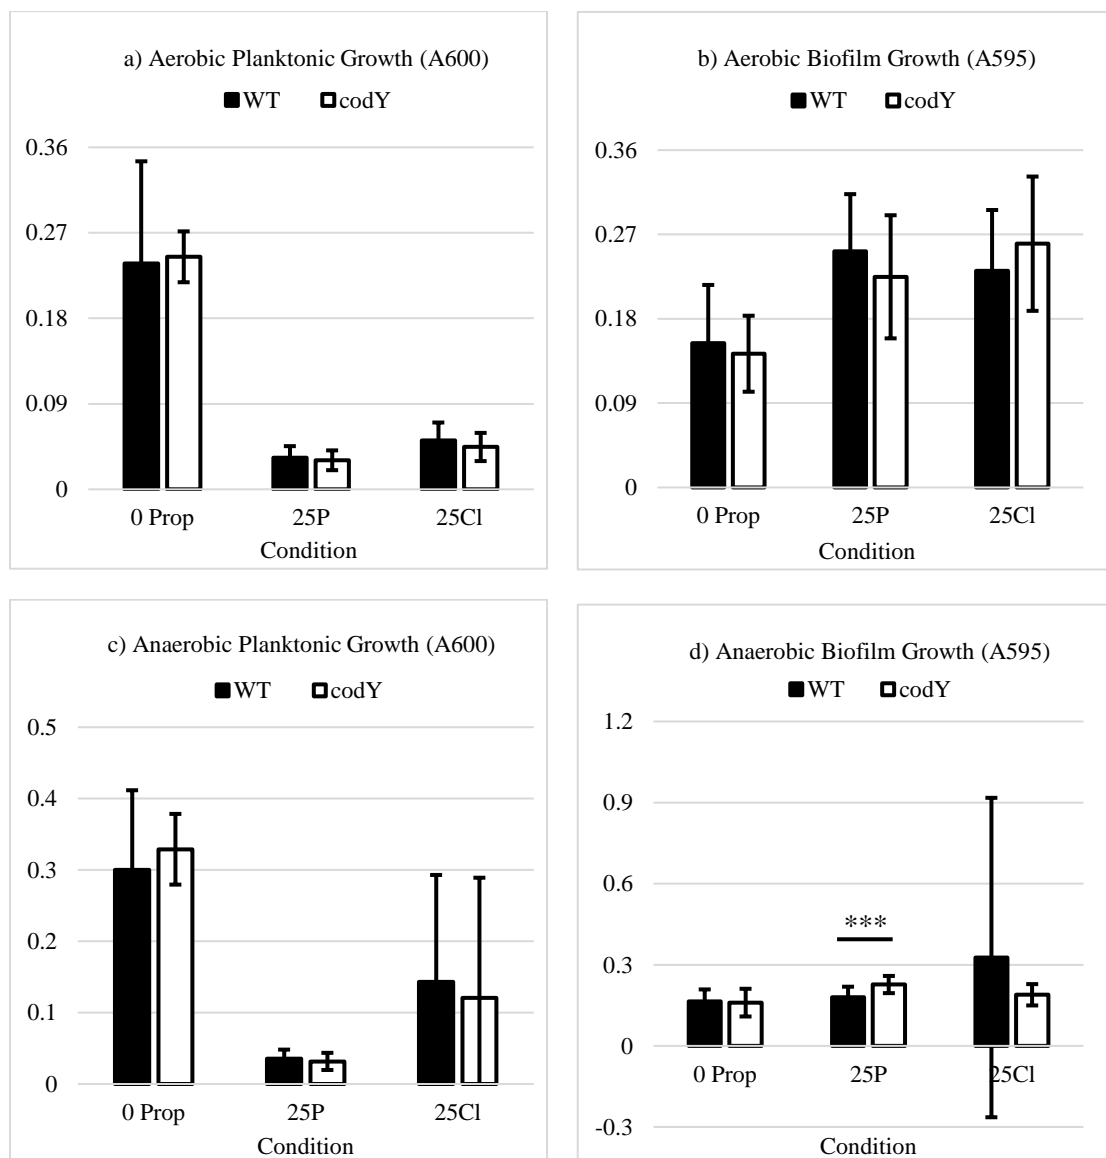 a) Aerobic Planktonic Growth (A600)
WT codY
0.36
0.27
0.18
0.09
0
0 Prop 25P 25Cl
Condition
b) Aerobic Biofilm Growth (A595)
WT codY
0.36
0.27
0.18
0.09
0
0 Prop 25P 25Cl
Condition
c) Anaerobic Planktonic Growth (A600)
WT codY
0.5
0.4
0.3
0.2
0.1
0
0 Prop 25P 25Cl
Condition
d) Anaerobic Biofilm Growth (A595)
WT codY
1.2
0.9
0.6
***
0.3
0
0 Prop 25P 25Cl
-0.3
Condition